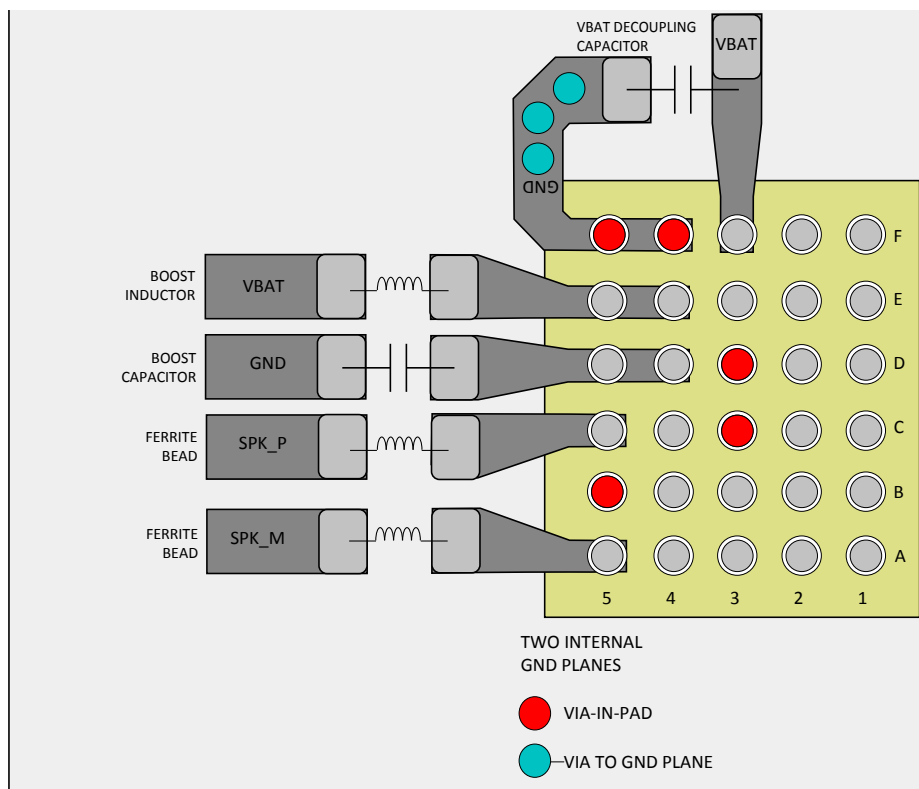 VBAT DECOUPLING
CAPACITOR
VBAT
GND
F
BOOST
INDUCTOR
VBAT
E
BOOST
CAPACITOR
GND
D
FERRITE
BEAD
SPK_P
C
B
FERRITE
BEAD
SPK_M
A
5 4 3 2 1
TWO INTERNAL
GND PLANES
VIA-IN-PAD
VIA TO GND PLANE